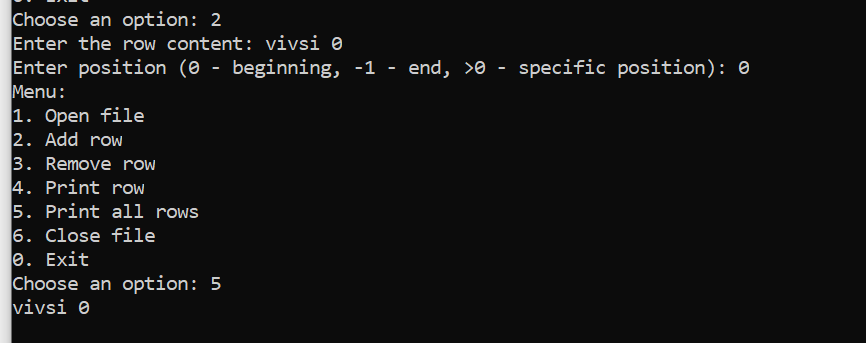 Choose an option: 2
Enter the row content: vivsi 0
Enter position (0 - beginning, -1 - end, >0 - specific position): 0
Menu:
1. Open file
2. Add row
3. Remove row
4. Print row
5. Print all rows
6. Close file
0. Exit
Choose an option: 5
vivsi 0